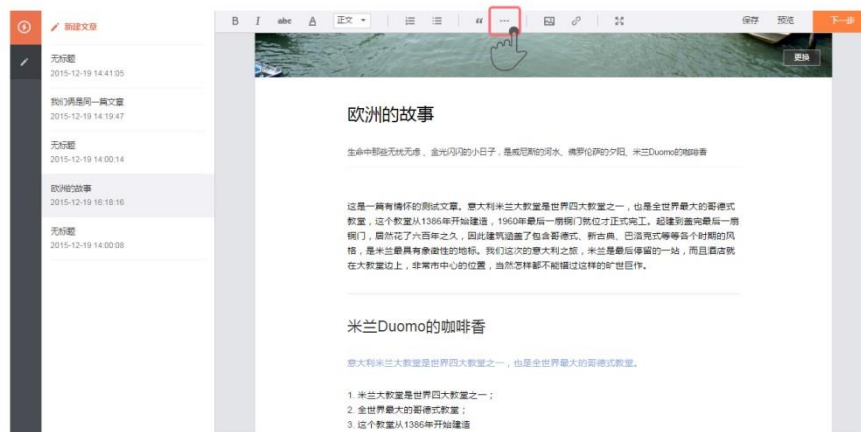 B I abc A 正文 “ ... 保存 预览 下一步
新建文章
无标题
2015-12-19 14:41:05
我们俩是同一篇文章
2015-12-19 14:19:47
无标题
2015-12-19 14:00:14
欧洲的故事
2015-12-19 16:18:16
无标题
2015-12-19 14:00:08
更换
欧洲的故事
生命中那些无忧无虑、金光闪闪的小日子，是威尼斯的河水、佛罗伦萨的夕阳、米兰Duomo的咖啡香
这是一篇有情怀的测试文章。意大利米兰大教堂是世界四大教堂之一，也是全世界最大的哥德式
教堂，这个教堂从1386年开始建造，1960年最后一扇铜门就位才正式完工。起建到盖完最后一扇
铜门，居然花了六百年之久，因此建筑涵盖了包含哥德式、新古典、巴洛克式等等各个时期的风
格，是米兰最具有象徵性的地标。我们这次的意大利之旅，米兰是最后停留的一站，而且酒店就
在大教堂边上，非常市中心的位置，当然怎样都不能错过这样的旷世巨作。
米兰Duomo的咖啡香
意大利米兰大教堂是世界四大教堂之一，也是全世界最大的哥德式教堂。
1. 米兰大教堂是世界四大教堂之一；
2. 全世界最大的哥德式教堂；
3. 这个教堂从1386年开始建造